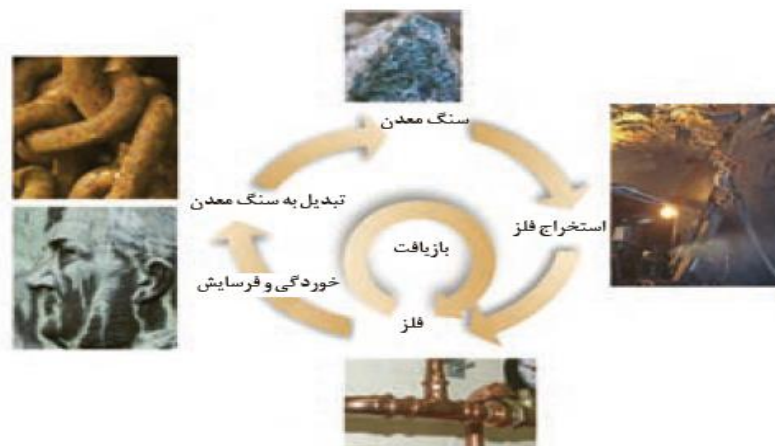 سنگ معدن
استخراج فلز
تبدیل به سنگ معدن
بازیافت
خوردگی و فرسایش
فلز